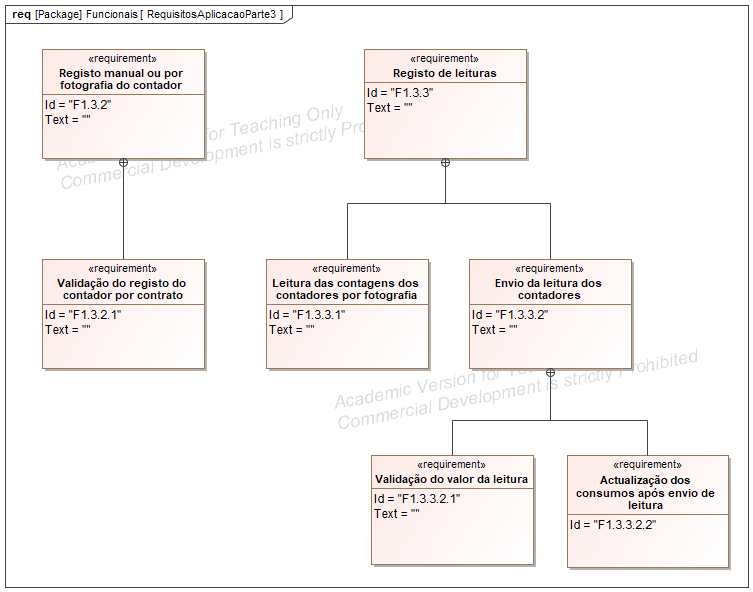 req [Package] Funcionais [ RequisitosAplicacaoParte3 ]
«requirement»
Registo manual ou por
fotografia do contador
Id = "F1.3.2"
Text = ""
«requirement»
Registo de leituras
Id = "F1.3.3"
Text = ""
for Teaching Only
Commercial Development is strictly Pro
«requirement»
Validação do registo do
contador por contrato
Id = "F1.3.2.1"
Text = ""
«requirement»
Leitura das contagens dos
contadores por fotografia
Id = "F1.3.3.1"
Text = ""
«requirement»
Envio da leitura dos
contadores
Id = "F1.3.3.2"
Text = ""
Academic Version for
Commercial Development is strictly Prohibited
«requirement»
Validação do valor da leitura
Id = "F1.3.3.2.1"
Text = ""
«requirement»
Actualização dos
consumos após envio de
leitura
Id = "F1.3.3.2.2"